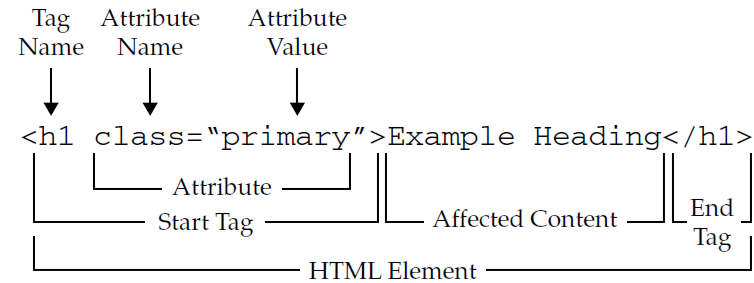 Tag Attribute Attribute
Name Name Value
<h1 class=“primary”>Example Heading</h1>
Attribute
Start Tag Affected Content End
Tag
HTML Element